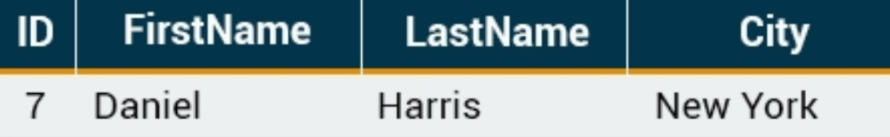 ID FirstName LastName City
7 Daniel Harris New York